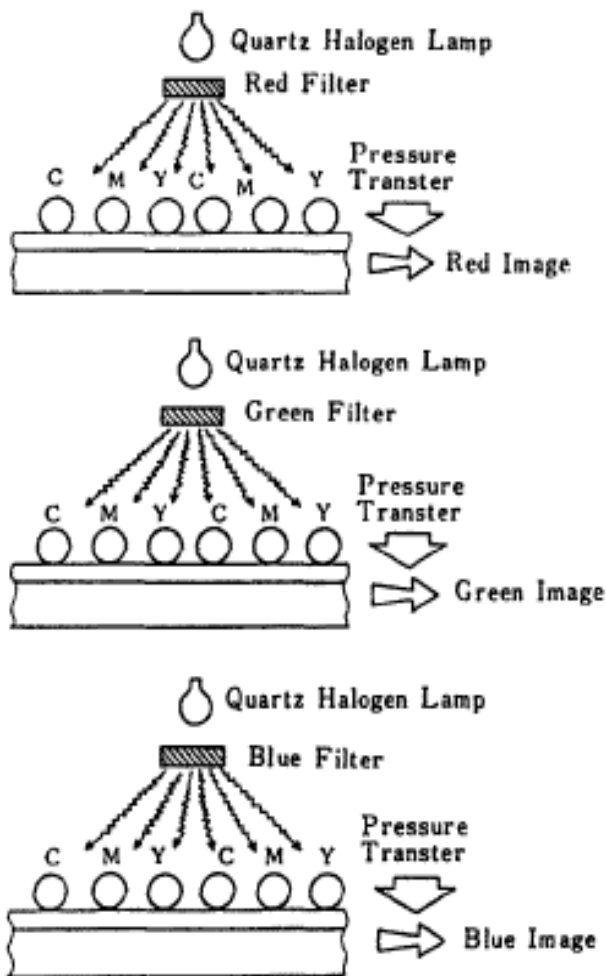 Quartz Halogen Lamp
Red Filter
C M Y C M Y
Pressure
Transter
Red Image
Quartz Halogen Lamp
Green Filter
C M Y C M Y
Pressure
Transter
Green Image
Quartz Halogen Lamp
Blue Filter
C M Y C M Y
Pressure
Transter
Blue Image